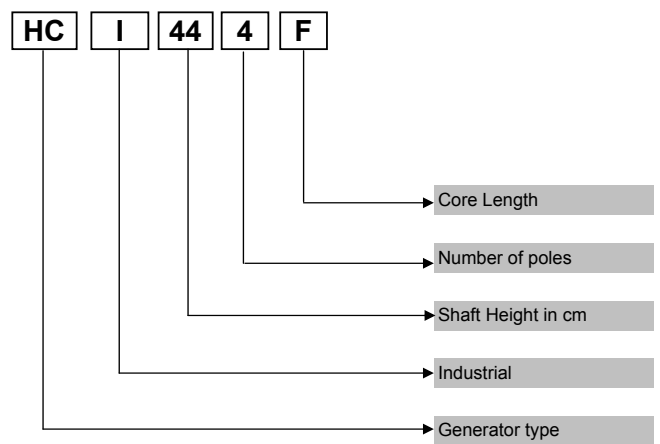 HC I 44 4 F
Core Length
Number of poles
Shaft Height in cm
Industrial
Generator type